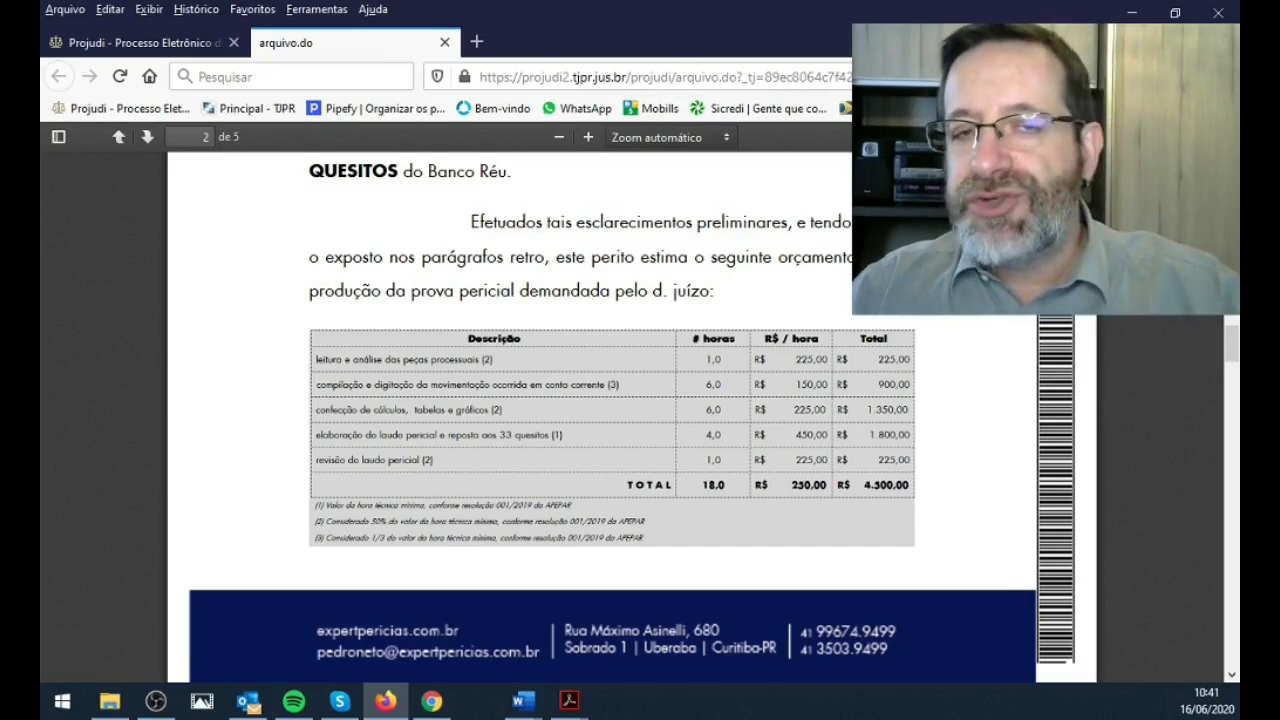 Arquivo Editar Exibir Histórico Favoritos Ferramentas Ajuda
Projudi - Processo Eletrônico d
arquivo.do
Pesquisar
https://projudi2.tjpr.jus.br/projudi/arquivo.do?_tj=89ec8064c7f42
Projudi - Processo Elet... Principal - TJPR Pipefy | Organizar os p... Bem-vindo WhatsApp Mobills Sicredi | Gente que co...
2 de 5 Zoom automático
QUESITOS do Banco Réu.
Efetuados tais esclarecimentos preliminares, e tendo
o exposto nos parágrafos retro, este perito estima o seguinte orçamento
produção da prova pericial demandada pelo d. juízo:
Descrição # horas R$ / hora Total
leitura e análise das peças processuais (2) 1,0 R$ 225,00 R$ 225,00
compilação e digitação da movimentação ocorrida em conta corrente (3) 6,0 R$ 150,00 R$ 900,00
confecção de cálculos, tabelas e gráficos (2) 6,0 R$ 225,00 R$ 1.350,00
elaboração do laudo pericial e reposta aos 33 quesitos (1) 4,0 R$ 450,00 R$ 1.800,00
revisão do laudo pericial (2) 1,0 R$ 225,00 R$ 225,00
TOTAL 18,0 R$ 250,00 R$ 4.500,00
(1) Valor da hora técnica mínima, conforme resolução 001/2019 da APEPAR
(2) Considerado 50% do valor da hora técnica mínima, conforme resolução 001/2019 da APEPAR
(3) Considerado 1/3 do valor da hora técnica mínima, conforme resolução 001/2019 da APEPAR
expertpericias.com.br
pedroneto@expertpericias.com.br
Rua Máximo Asinelli, 680
Sobrado 1 | Uberaba | Curitiba-PR
41 99674.9499
41 3503.9499
10:41
16/06/2020